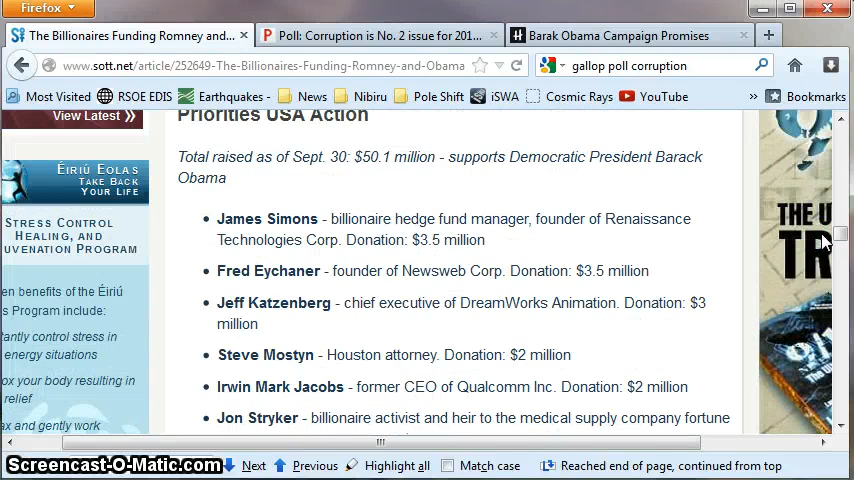 Firefox
The Billionaires Funding Romney and...
Poll: Corruption is No. 2 issue for 201...
Barak Obama Campaign Promises
www.sott.net/article/252649-The-Billionaires-Funding-Romney-and-Obama
gallop poll corruption
Most Visited
RSOE EDIS
Earthquakes -
News
Nibiru
Pole Shift
iSWA
Cosmic Rays
YouTube
Bookmarks
View Latest
Priorities USA Action
Total raised as of Sept. 30: $50.1 million - supports Democratic President Barack
Obama
James Simons - billionaire hedge fund manager, founder of Renaissance
Technologies Corp. Donation: $3.5 million
Fred Eychaner - founder of Newsweb Corp. Donation: $3.5 million
Jeff Katzenberg - chief executive of DreamWorks Animation. Donation: $3
million
Steve Mostyn - Houston attorney. Donation: $2 million
Irwin Mark Jacobs - former CEO of Qualcomm Inc. Donation: $2 million
Jon Stryker - billionaire activist and heir to the medical supply company fortune
ÉIRIÚ EOLAS
TAKE BACK
YOUR LIFE
STRESS CONTROL
HEALING, AND
UVENATION PROGRAM
en benefits of the Éiriú
s Program include:
tantly control stress in
energy situations
ox your body resulting in
relief
ax and gently work
THE U
TR
Screencast-O-Matic.com
Next
Previous
Highlight all
Match case
Reached end of page, continued from top